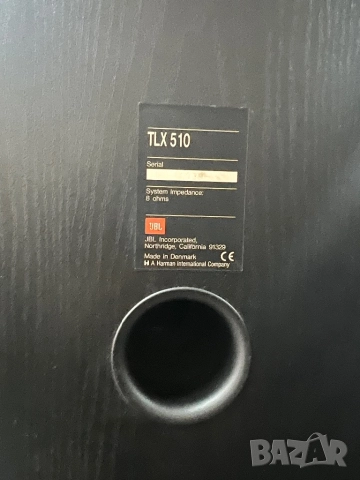 TLX 510
Serial
System Impedance:
8 ohms
JBL
JBL Incorporated,
Northridge, California 91329
Made in Denmark CE
H A Harman International Company
BAZAR